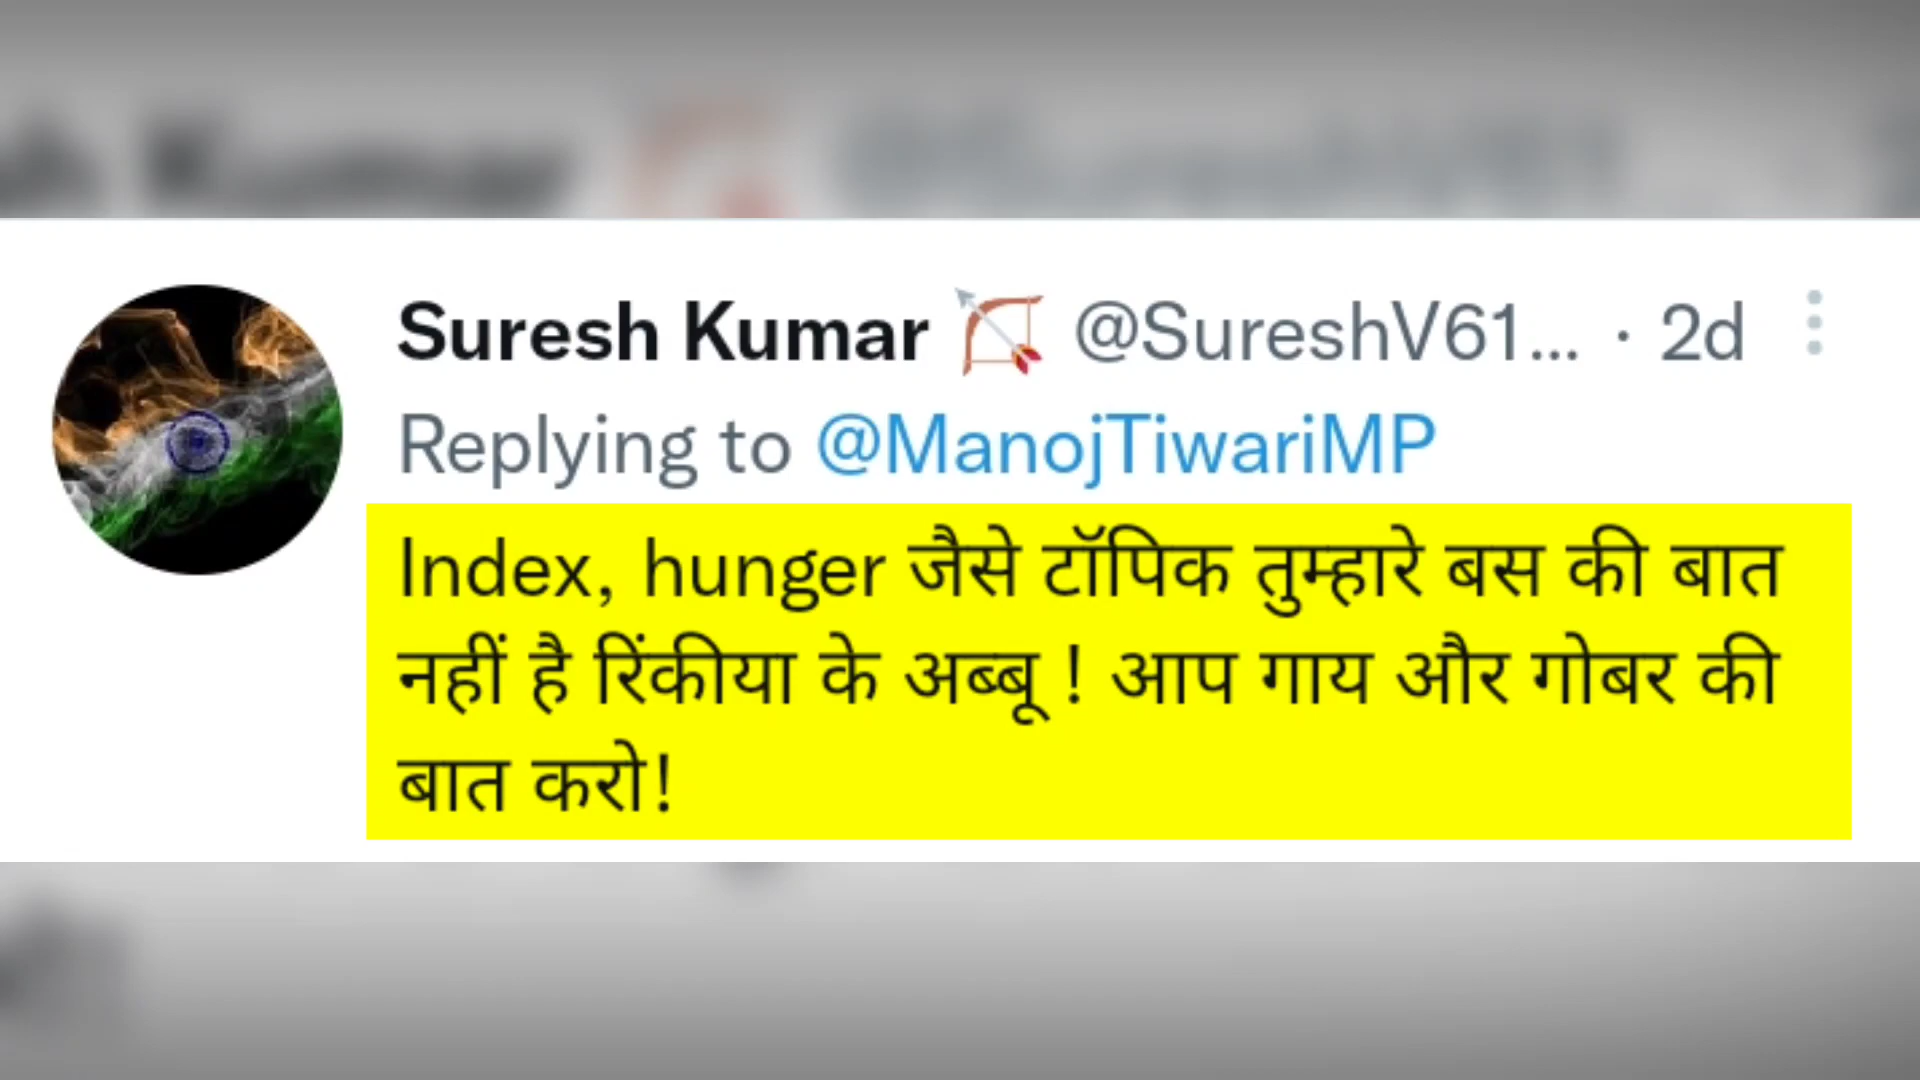 Suresh Kumar 🏹 @SureshV61... · 2d
Replying to @ManojTiwariMP
Index, hunger जैसे टॉपिक तुम्हारे बस की बात
नहीं है रिंकीया के अब्बू ! आप गाय और गोबर की
बात करो!